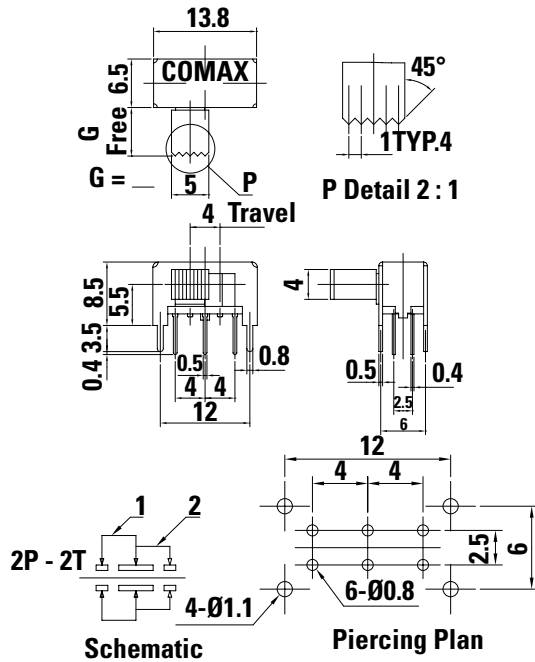 13.8
COMAX
6.5
G
Free
G = __
5
P
45°
1TYP.4
P Detail 2 : 1
4 Travel
8.5
5.5
3.5
0.4
0.5
0.8
4
4
12
4
0.5
0.4
2.5
6
12
4
4
2.5
6
6-Ø0.8
4-Ø1.1
Piercing Plan
1
2
2P - 2T
Schematic